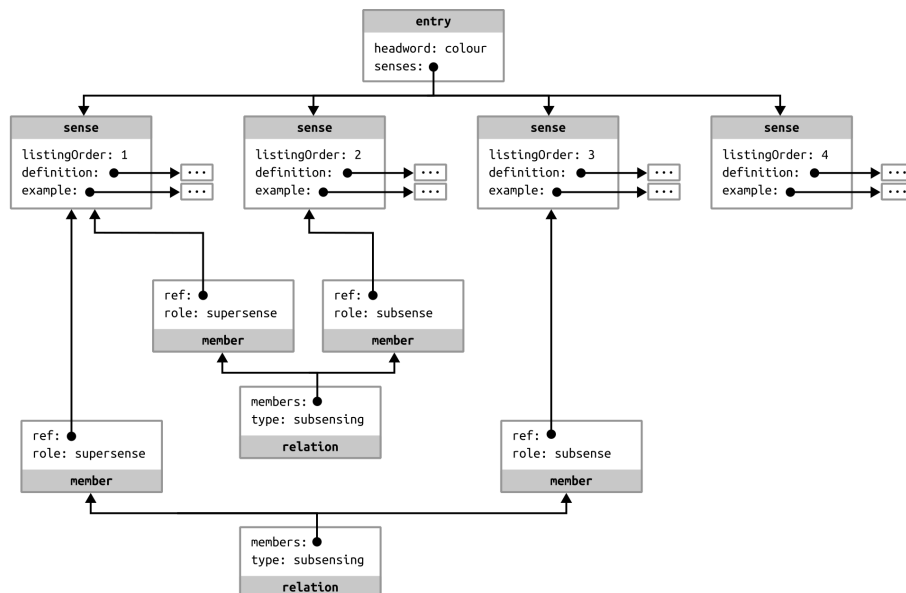 entry
headword: colour
senses:
sense
listingOrder: 1
definition: ...
example: ...
sense
listingOrder: 2
definition: ...
example: ...
sense
listingOrder: 3
definition: ...
example: ...
sense
listingOrder: 4
definition: ...
example: ...
ref:
role: supersense
member
ref:
role: subsense
member
members:
type: subsensing
relation
ref:
role: supersense
member
ref:
role: subsense
member
members:
type: subsensing
relation